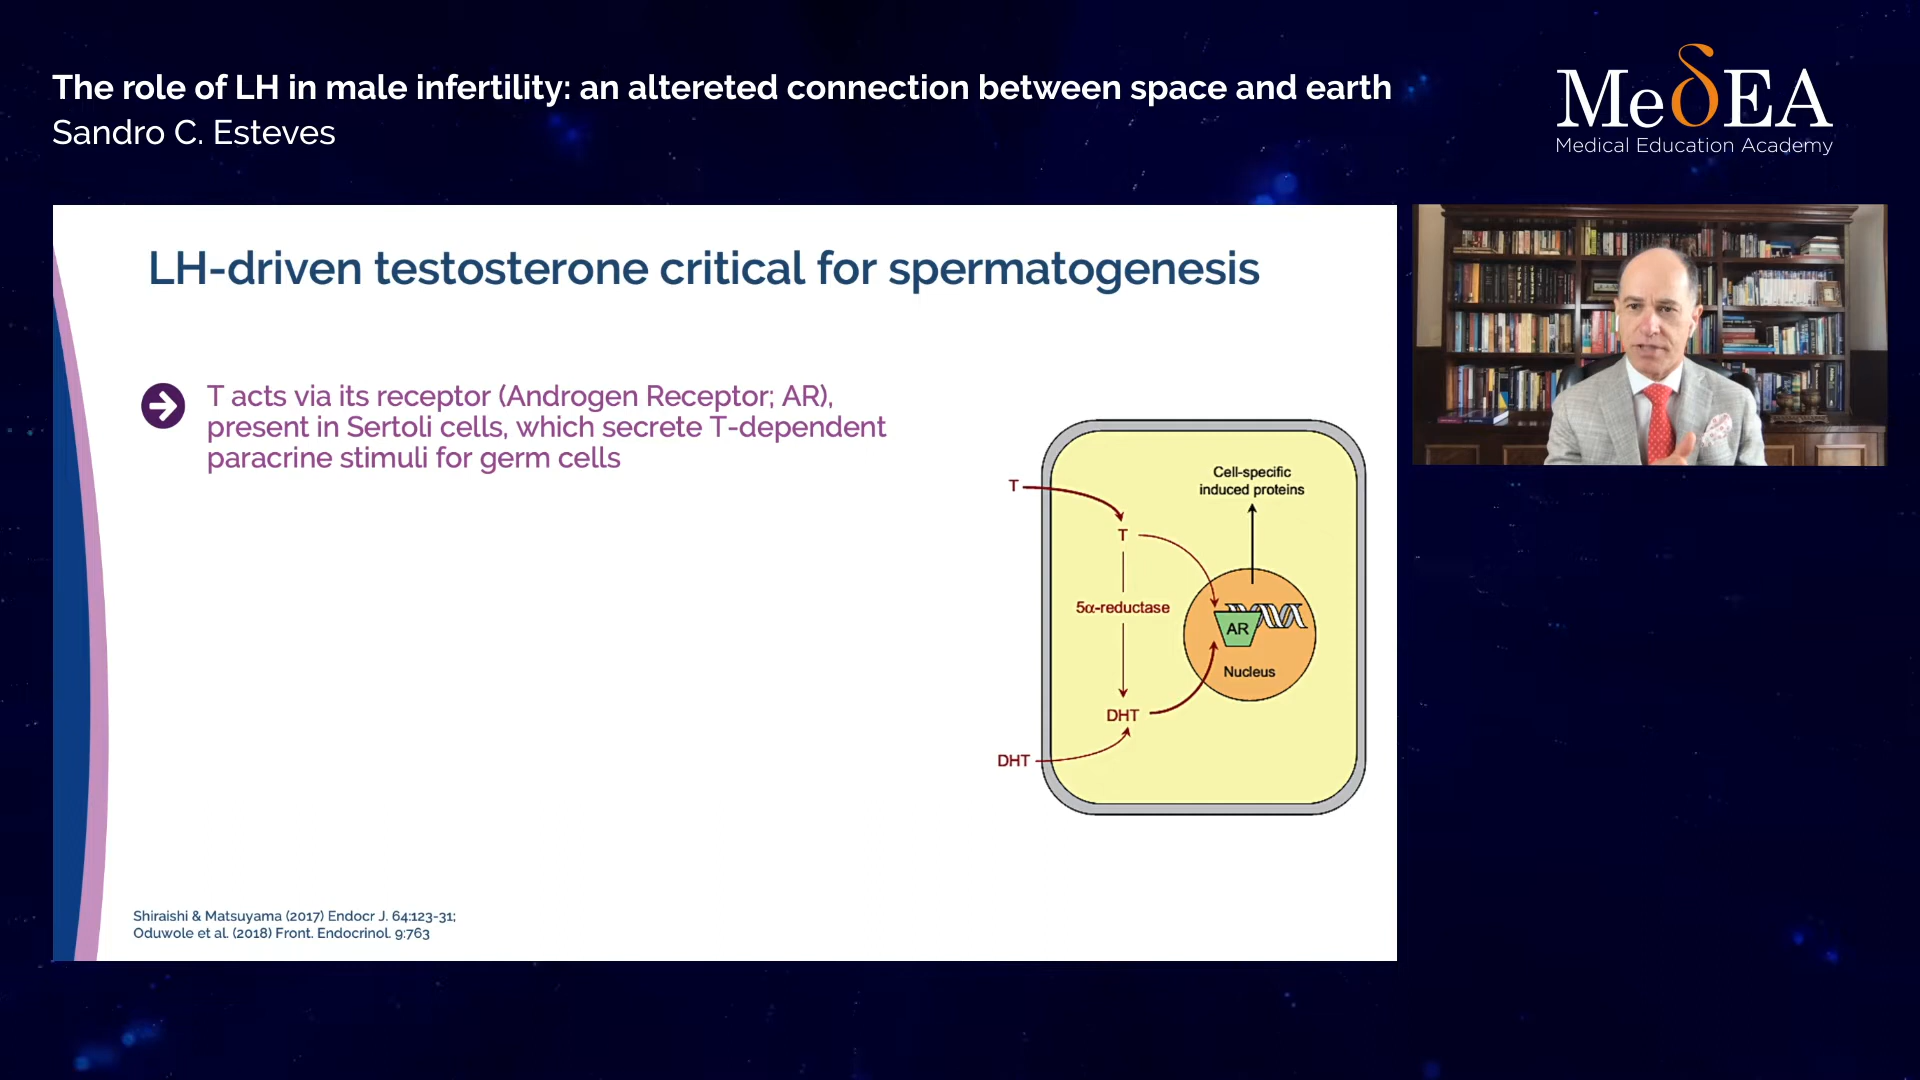 The role of LH in male infertility: an altereted connection between space and earth
Sandro C. Esteves
MeδEA
Medical Education Academy
LH-driven testosterone critical for spermatogenesis
T acts via its receptor (Androgen Receptor; AR),
present in Sertoli cells, which secrete T-dependent
paracrine stimuli for germ cells
Cell-specific
induced proteins
T
T
5α-reductase
AR
Nucleus
DHT
DHT
Shiraishi & Matsuyama (2017) Endocr J. 64:123-31;
Oduwole et al. (2018) Front. Endocrinol. 9:763